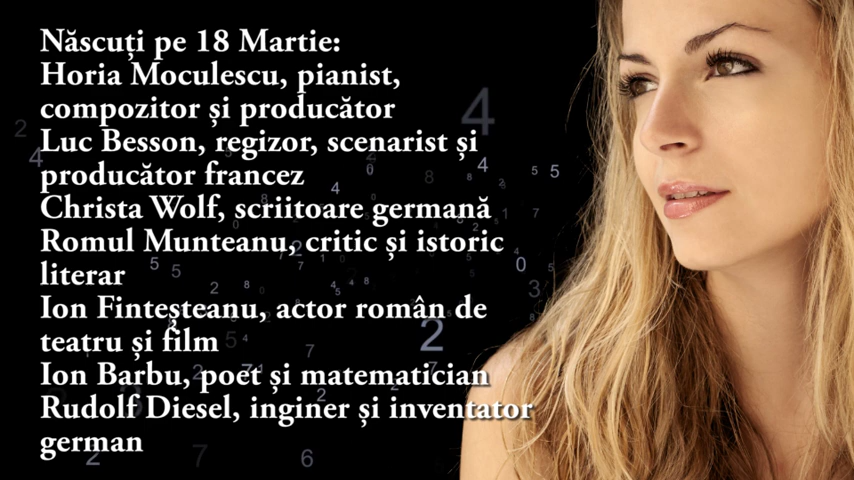 Născuți pe 18 Martie:
Horia Moculescu, pianist,
compozitor și producător
Luc Besson, regizor, scenarist și
producător francez
Christa Wolf, scriitoare germană
Romul Munteanu, critic și istoric
literar
Ion Finteșteanu, actor român de
teatru și film
Ion Barbu, poet și matematician
Rudolf Diesel, inginer și inventator
german